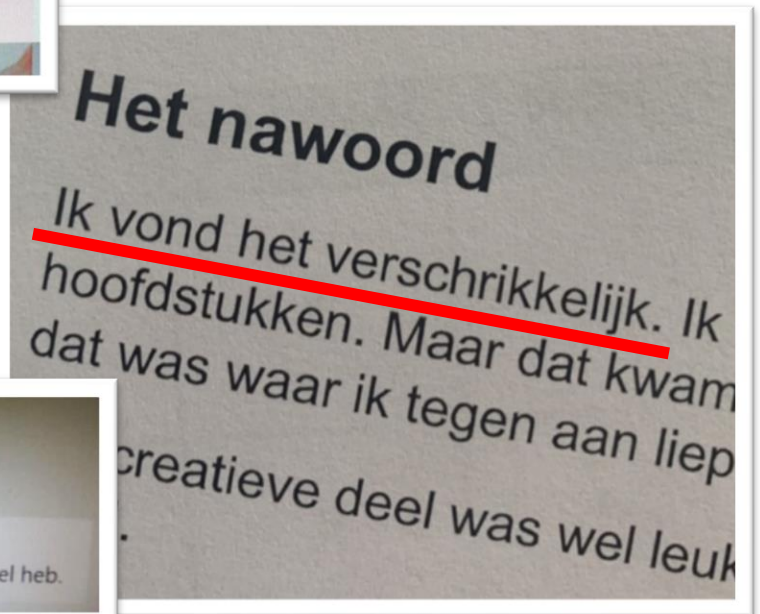 Het nawoord
Ik vond het verschrikkelijk. Ik
hoofdstukken. Maar dat kwam
dat was waar ik tegen aan liep
creatieve deel was wel leuk
.
el heb.